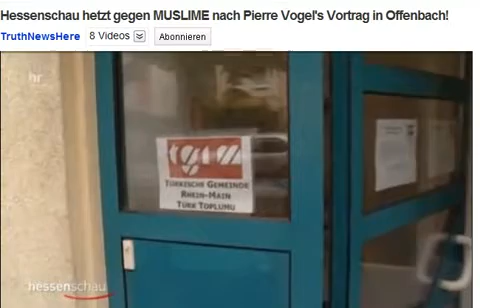 Hessenschau hetzt gegen MUSLIME nach Pierre Vogel's Vortrag in Offenbach!
TruthNewsHere 8 Videos Abonnieren
hr
tgrm
TÜRKISCHE GEMEINDE
RHEIN-MAIN
TÜRK TOPLUMU
hessenschau